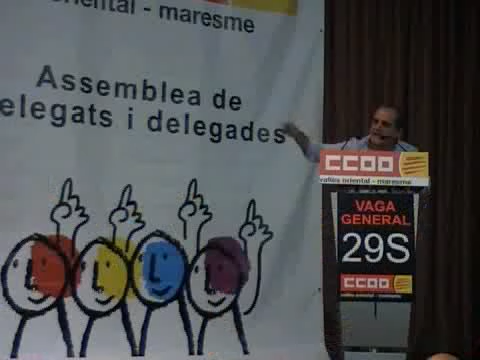 oriental - maresme
Assemblea de
elegats i delegades
CCOO
vallès oriental - maresme
VAGA
GENERAL
29S
CCOO